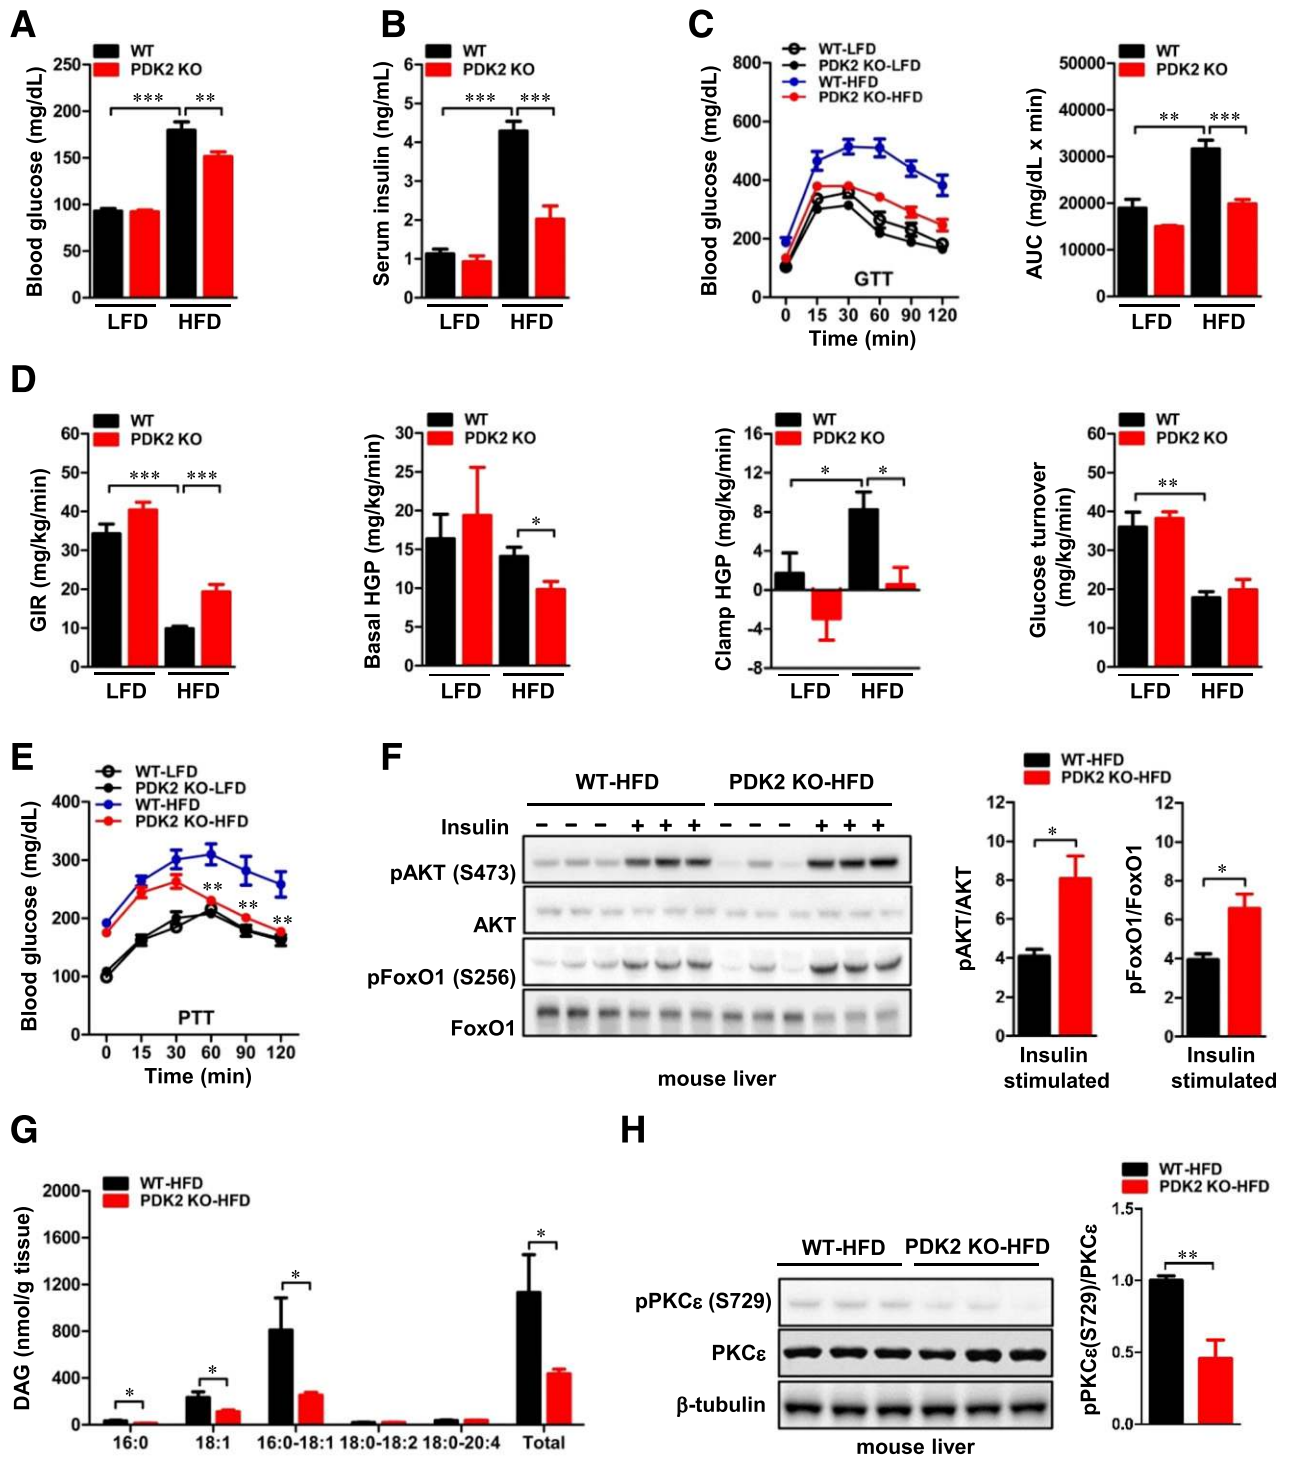 A
WT
PDK2 KO
Blood glucose (mg/dL)
250
200
150
100
50
0
***
**
LFD HFD
B
WT
PDK2 KO
Serum insulin (ng/mL)
6
5
4
3
2
1
0
***
***
LFD HFD
C
WT-LFD
PDK2 KO-LFD
WT-HFD
PDK2 KO-HFD
Blood glucose (mg/dL)
800
600
400
200
0
GTT
0 15 30 60 90 120
Time (min)
WT
PDK2 KO
AUC (mg/dL x min)
50000
40000
30000
20000
10000
0
**
***
LFD HFD
D
WT
PDK2 KO
GIR (mg/kg/min)
60
50
40
30
20
10
0
***
***
LFD HFD
WT
PDK2 KO
Basal HGP (mg/kg/min)
30
25
20
15
10
5
0
*
LFD HFD
WT
PDK2 KO
Clamp HGP (mg/kg/min)
16
12
8
4
0
-4
-8
*
*
LFD HFD
WT
PDK2 KO
Glucose turnover
(mg/kg/min)
60
50
40
30
20
10
0
**
LFD HFD
E
WT-LFD
PDK2 KO-LFD
WT-HFD
PDK2 KO-HFD
Blood glucose (mg/dL)
400
300
200
100
0
**
**
**
PTT
0 15 30 60 90 120
Time (min)
F
WT-HFD PDK2 KO-HFD
Insulin − − − + + + − − − + + +
pAKT (S473)
AKT
pFoxO1 (S256)
FoxO1
mouse liver
WT-HFD
PDK2 KO-HFD
pAKT/AKT
12
10
8
6
4
2
0
*
Insulin
stimulated
pFoxO1/FoxO1
12
10
8
6
4
2
0
*
Insulin
stimulated
G
WT-HFD
PDK2 KO-HFD
DAG (nmol/g tissue)
2000
1600
1200
800
400
0
*
*
*
*
16:0 18:1 16:0-18:1 18:0-18:2 18:0-20:4 Total
H
WT-HFD PDK2 KO-HFD
pPKCε (S729)
PKCε
β-tubulin
mouse liver
WT-HFD
PDK2 KO-HFD
pPKCε(S729)/PKCε
1.5
1.0
0.5
0.0
**